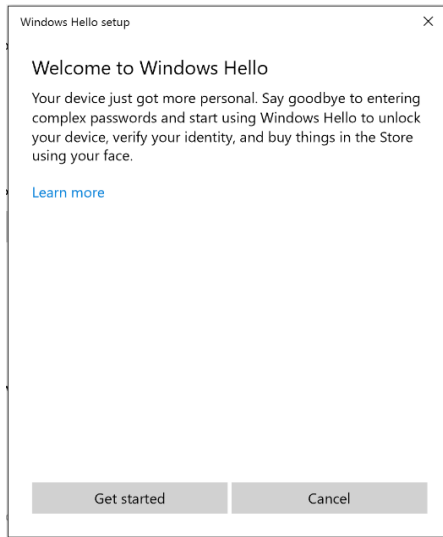 Windows Hello setup
Welcome to Windows Hello
Your device just got more personal. Say goodbye to entering
complex passwords and start using Windows Hello to unlock
your device, verify your identity, and buy things in the Store
using your face.
Learn more
Get started
Cancel